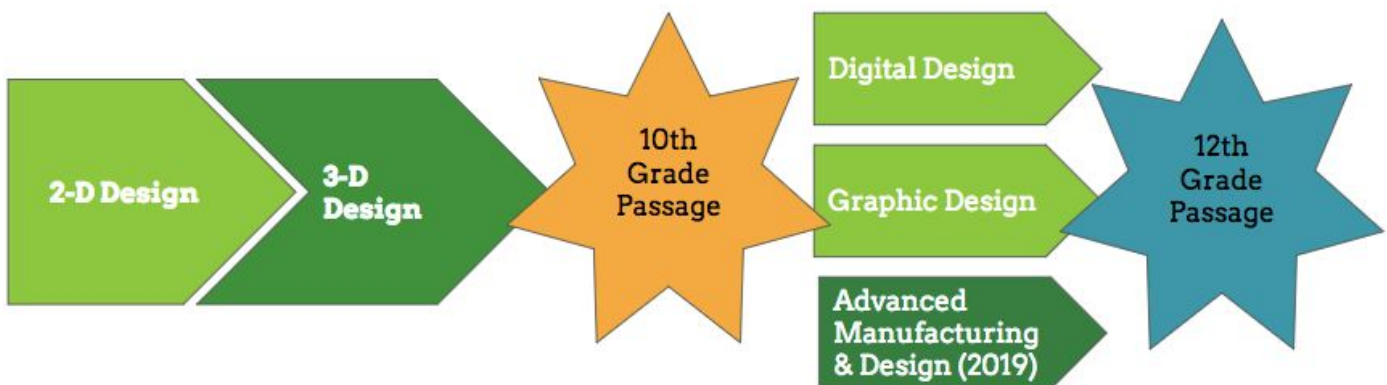 2-D Design
3-D
Design
10th
Grade
Passage
Digital Design
Graphic Design
Advanced
Manufacturing
& Design (2019)
12th
Grade
Passage